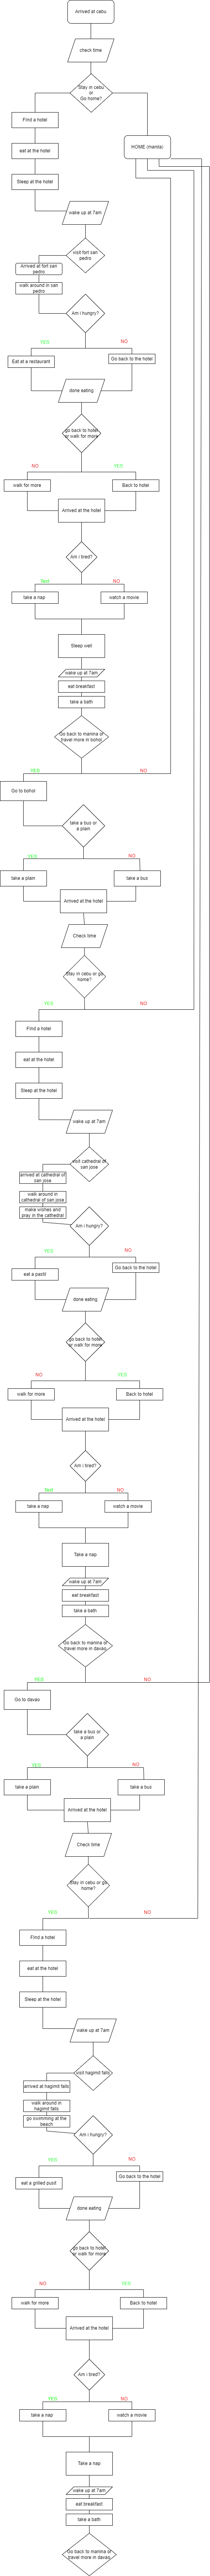 Arrived at cebu
check time
Stay in cebu
or
Go home?
Find a hotel
HOME (manila)
eat at the hotel
Sleep at the hotel
wake up at 7am
visit fort san
pedro
Arrived at fort san
pedro
walk around in san
pedro
Am i hungry?
YES
NO
Eat at a restaurant
Go back to the hotel
done eating
go back to hotel
or walk for more
NO
YES
walk for more
Back to hotel
Arrived at the hotel
Am i tired?
NO
take a nap
watch a movie
Sleep well
wake up at 7am
eat breakfast
take a bath
Go back to manina or
travel more in bohol
YES
NO
Go to bohol
take a bus or
a plain
YES
NO
take a plain
take a bus
Arrived at the hotel
Check time
Stay in cebu or go
home?
YES
NO
Find a hotel
eat at the hotel
Sleep at the hotel
wake up at 7am
visit cathedral of
san jose
arrived at cathedral of
san jose
walk around in
cathedral of san jose
make wishes and
pray in the cathedral
Am i hungry?
YES
NO
eat a pastil
Go back to the hotel
done eating
go back to hotel
or walk for more
NO
YES
walk for more
Back to hotel
Arrived at the hotel
Am i tired?
NO
take a nap
watch a movie
Take a nap
wake up at 7am
eat breakfast
take a bath
Go back to manina or
travel more in davao
YES
NO
Go to davao
take a bus or
a plain
YES
NO
take a plain
take a bus
Arrived at the hotel
Check time
Stay in cebu or go
home?
YES
NO
Find a hotel
eat at the hotel
Sleep at the hotel
wake up at 7am
visit hagimit falls
arrived at hagimit falls
walk around in
hagimit falls
go swimming at the
beach
Am i hungry?
YES
NO
eat a grilled pusit
Go back to the hotel
done eating
go back to hotel
or walk for more
NO
YES
walk for more
Back to hotel
Arrived at the hotel
Am i tired?
YES
NO
take a nap
watch a movie
Take a nap
wake up at 7am
eat breakfast
take a bath
Go back to manina or
travel more in davao